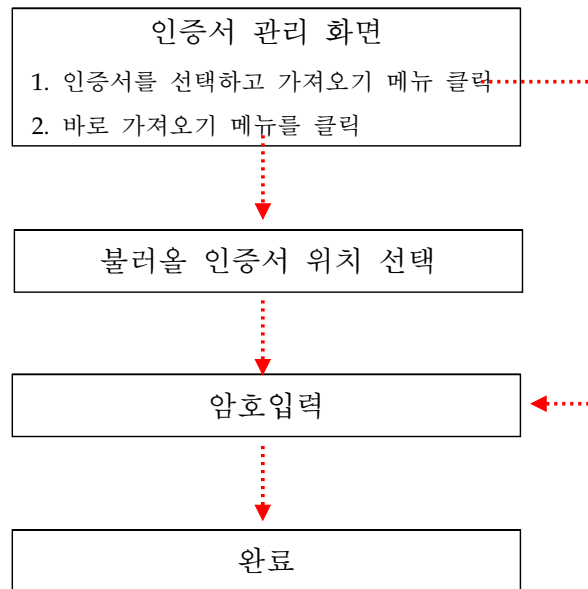 인증서 관리 화면
1. 인증서를 선택하고 가져오기 메뉴 클릭
2. 바로 가져오기 메뉴를 클릭
불러올 인증서 위치 선택
암호입력
완료